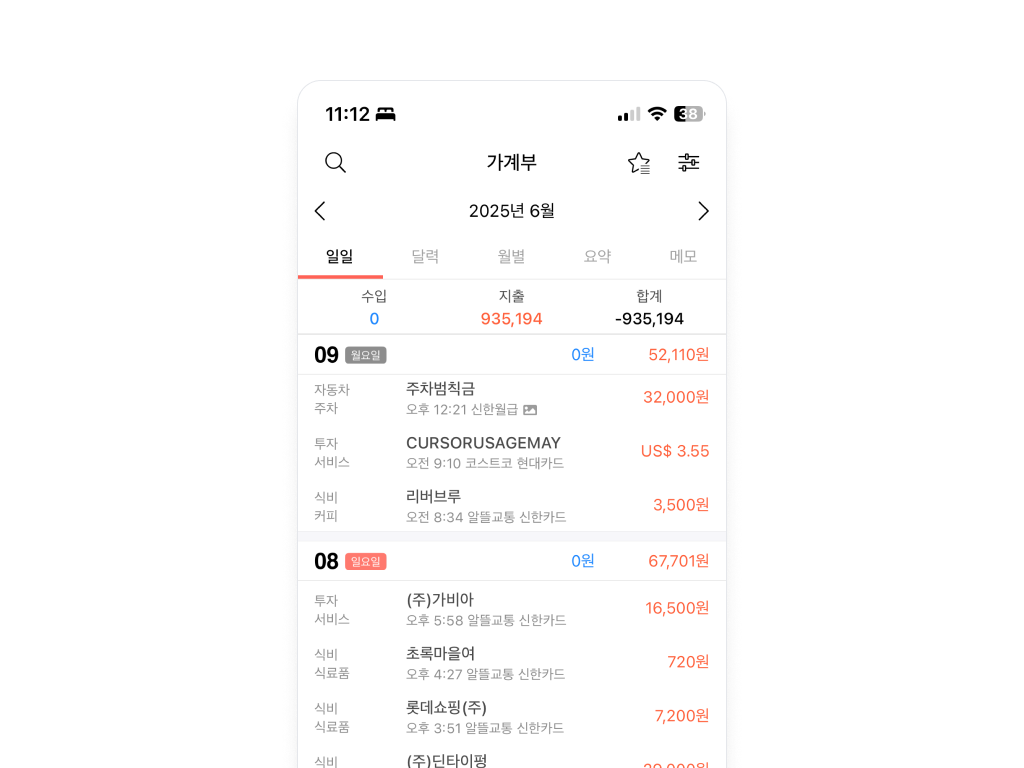 11:12
38
가계부
2025년 6월
일일 달력 월별 요약 메모
수입 지출 합계
0 935,194 -935,194
09 월요일 0원 52,110원
자동차 주차범칙금 32,000원
주차 오후 12:21 신한월급
투자 CURSORUSAGEMAY US$ 3.55
서비스 오전 9:10 코스트코 현대카드
식비 리버브루 3,500원
커피 오전 8:34 알뜰교통 신한카드
08 일요일 0원 67,701원
투자 (주)가비아 16,500원
서비스 오후 5:58 알뜰교통 신한카드
식비 초록마을여 720원
식료품 오후 4:27 알뜰교통 신한카드
식비 롯데쇼핑(주) 7,200원
식료품 오후 3:51 알뜰교통 신한카드
식비 (주)딘타이펑